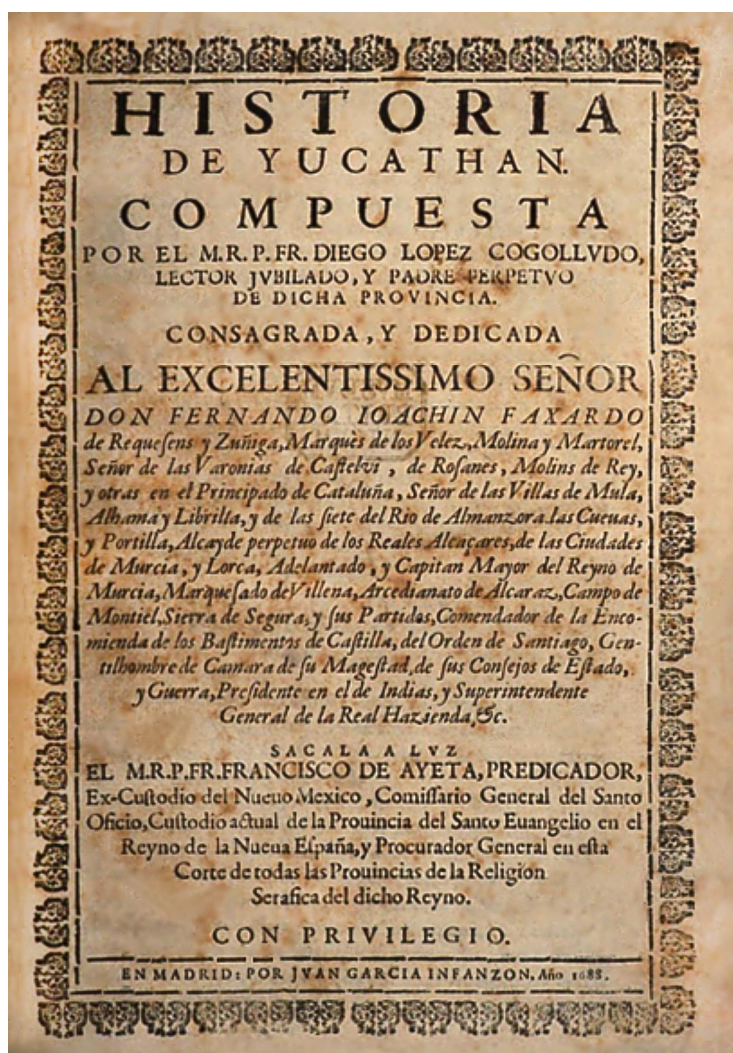 HISTORIA
DE YUCATHAN.
COMPUESTA
POR EL M.R.P.FR. DIEGO LOPEZ COGOLLVDO,
LECTOR JVBILADO, Y PADRE PERPETVO
DE DICHA PROVINCIA.
CONSAGRADA, Y DEDICADA
AL EXCELENTISSIMO SEÑOR
DON FERNANDO IOACHIN FAXARDO
de Requeſens y Zuñiga, Marquès de los Velez, Molina y Martorel,
Señor de las Varonias de Caſtelvi, de Roſanes, Molins de Rey,
y otras en el Principado de Cataluña, Señor de las Villas de Mula,
Alhama y Librilla, y de las ſiete del Rio de Almanzora las Cueuas,
y Portilla, Alcayde perpetuo de los Reales Alcaçares, de las Ciudades
de Murcia, y Lorca, Adelantado, y Capitan Mayor del Reyno de
Murcia, Marqueſado de Villena, Arcedianato de Alcaraz, Campo de
Montiel, Sierra de Segura, y ſus Partidos, Comendador de la Enco-
mienda de los Baſtimentos de Caſtilla, del Orden de Santiago, Gen-
tilhombre de Camara de ſu Mageſtad, de ſus Conſejos de Eſtado,
y Guerra, Preſidente en el de Indias, y Superintendente
General de la Real Hazienda, &c.
SACALA A LVZ
EL M.R.P.FR.FRANCISCO DE AYETA, PREDICADOR,
Ex-Cuſtodio del Nueuo Mexico, Comiſſario General del Santo
Oficio, Cuſtodio actual de la Prouincia del Santo Euangelio en el
Reyno de la Nueua Eſpaña, y Procurador General en eſta
Corte de todas las Prouincias de la Religion
Serafica del dicho Reyno.
CON PRIVILEGIO.
EN MADRID: POR JVAN GARCIA INFANZON. Año 1688.